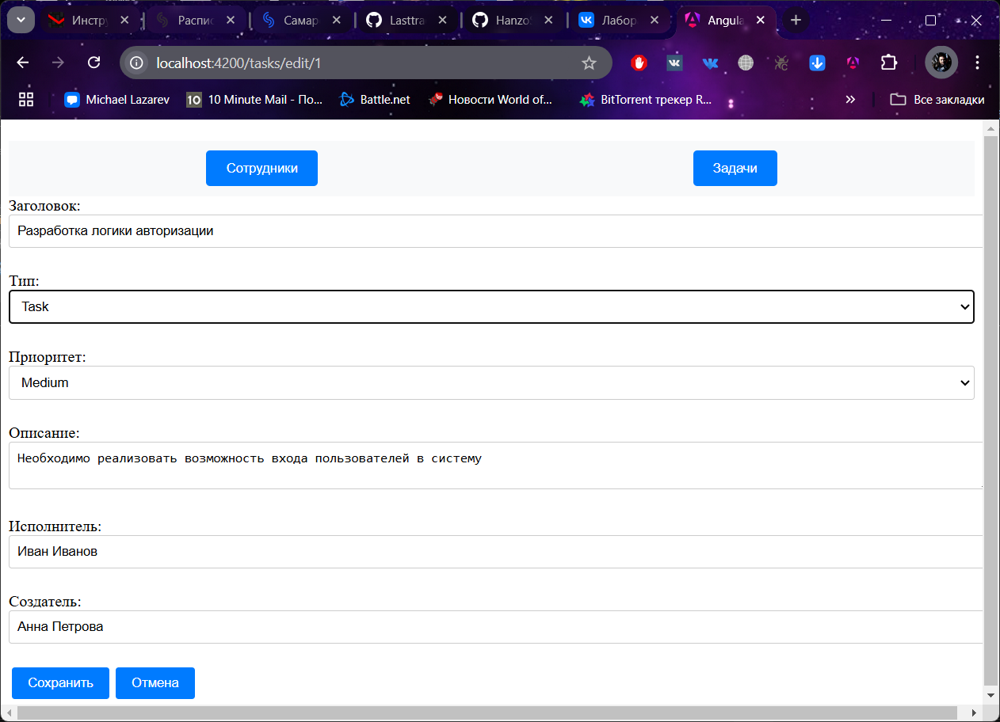 Инстру
Распис
Самар
Lasttra
Hanzo
Лабор
Angula
localhost:4200/tasks/edit/1
Michael Lazarev
10 10 Minute Mail - По...
Battle.net
Новости World of...
BitTorrent трекер R...
Все закладки
Сотрудники
Задачи
Заголовок:
Разработка логики авторизации
Тип:
Task
Приоритет:
Medium
Описание:
Необходимо реализовать возможность входа пользователей в систему
Исполнитель:
Иван Иванов
Создатель:
Анна Петрова
Сохранить
Отмена